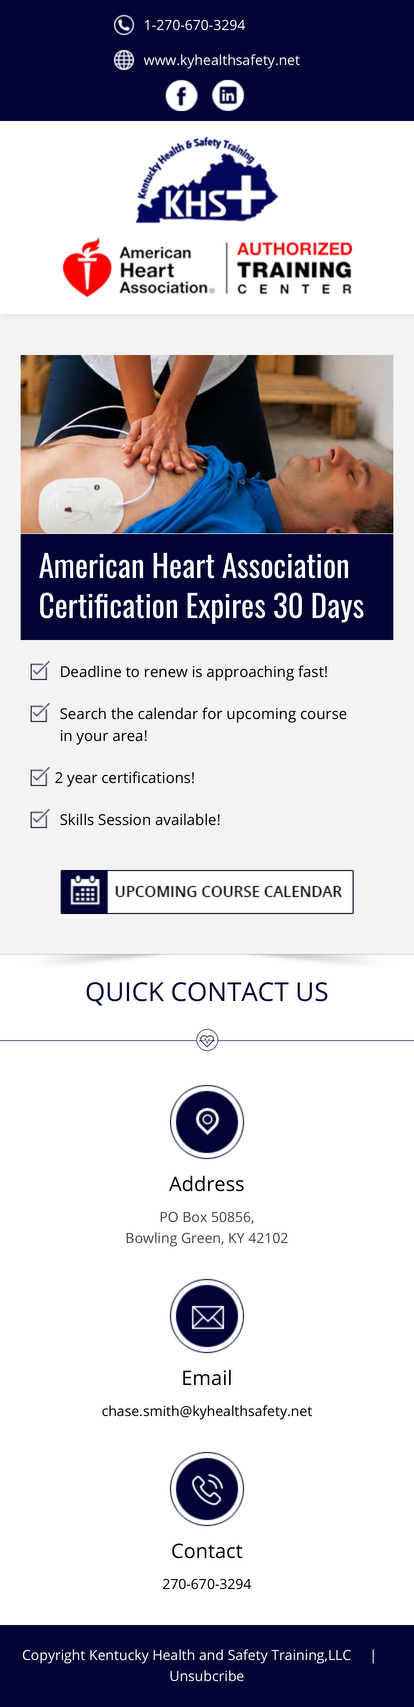 1-270-670-3294
www.kyhealthsafety.net
Kentucky Health & Safety Training
KHS
American
Heart
Association®
AUTHORIZED
TRAINING
CENTER
American Heart Association
Certification Expires 30 Days
Deadline to renew is approaching fast!
Search the calendar for upcoming course
in your area!
2 year certifications!
Skills Session available!
UPCOMING COURSE CALENDAR
QUICK CONTACT US
Address
PO Box 50856,
Bowling Green, KY 42102
Email
chase.smith@kyhealthsafety.net
Contact
270-670-3294
Copyright Kentucky Health and Safety Training,LLC |
Unsubcribe